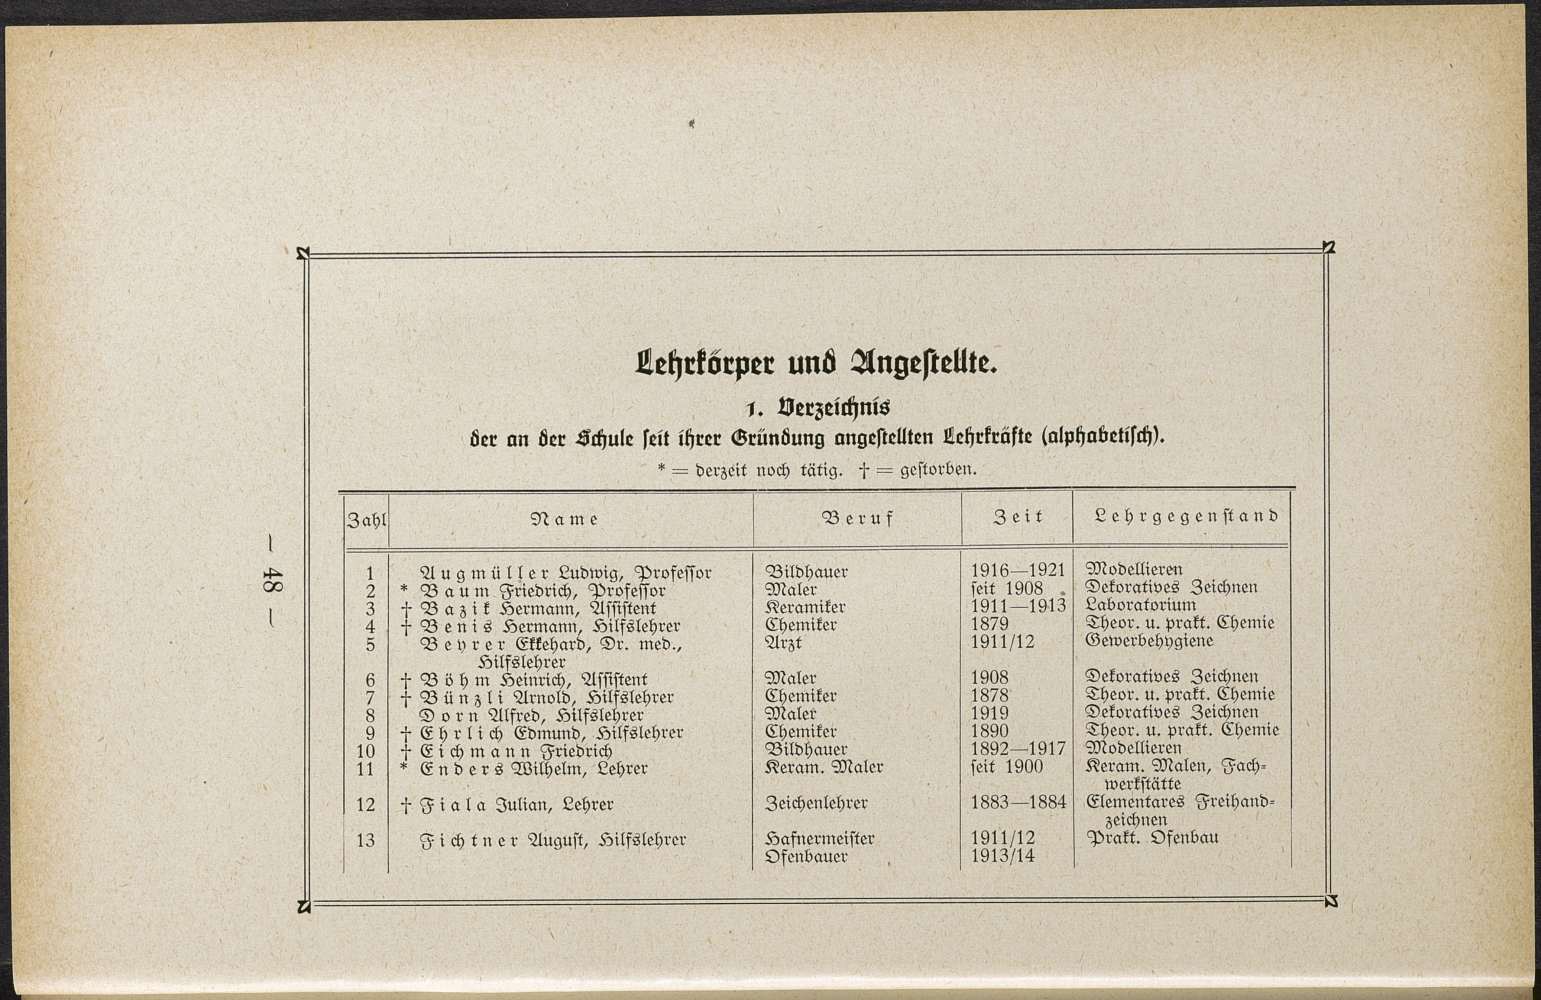 Lehrkörper und Angestellte.
1. Verzeichnis
der an der Schule seit ihrer Gründung angestellten Lehrkräfte (alphabetisch).
* = derzeit noch tätig. † = gestorben.
Zahl Name Beruf Zeit Lehrgegenstand
1 Augmüller Ludwig, Professor Bildhauer 1916—1921 Modellieren
2 * Baum Friedrich, Professor Maler seit 1908 Dekoratives Zeichnen
3 † Bazik Hermann, Assistent Keramiker 1911—1913 Laboratorium
4 † Benis Hermann, Hilfslehrer Chemiker 1879 Theor. u. prakt. Chemie
5 Beyrer Ekkehard, Dr. med., Arzt 1911/12 Gewerbehygiene
Hilfslehrer
6 † Böhm Heinrich, Assistent Maler 1908 Dekoratives Zeichnen
7 † Bünzli Arnold, Hilfslehrer Chemiker 1878 Theor. u. prakt. Chemie
8 Dorn Alfred, Hilfslehrer Maler 1919 Dekoratives Zeichnen
9 † Ehrlich Edmund, Hilfslehrer Chemiker 1890 Theor. u. prakt. Chemie
10 † Eichmann Friedrich Bildhauer 1892—1917 Modellieren
11 * Enders Wilhelm, Lehrer Keram. Maler seit 1900 Keram. Malen, Fach-
werkstätte
12 † Fiala Julian, Lehrer Zeichenlehrer 1883—1884 Elementares Freihand-
zeichnen
13 Fichtner August, Hilfslehrer Hafnermeister 1911/12 Prakt. Ofenbau
Ofenbauer 1913/14
— 48 —